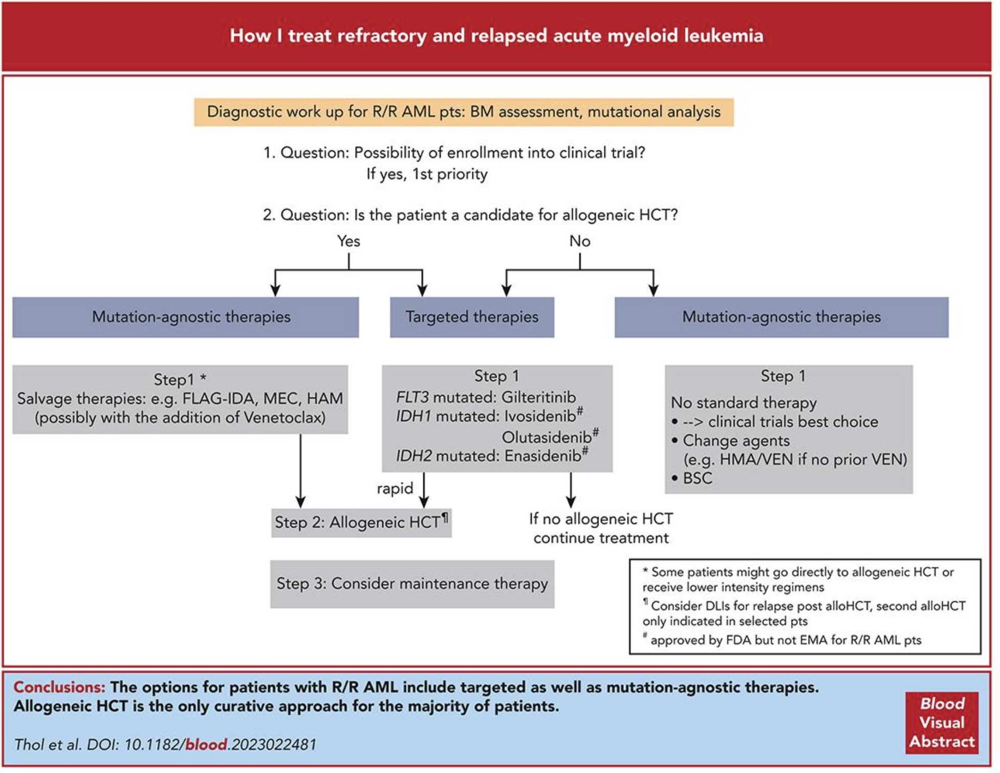 How I treat refractory and relapsed acute myeloid leukemia
Diagnostic work up for R/R AML pts: BM assessment, mutational analysis
1. Question: Possibility of enrollment into clinical trial?
If yes, 1st priority
2. Question: Is the patient a candidate for allogeneic HCT?
Yes
No
Mutation-agnostic therapies
Targeted therapies
Mutation-agnostic therapies
Step1 *
Salvage therapies: e.g. FLAG-IDA, MEC, HAM
(possibly with the addition of Venetoclax)
Step 1
FLT3 mutated: Gilteritinib
IDH1 mutated: Ivosidenib#
Olutasidenib#
IDH2 mutated: Enasidenib#
Step 1
No standard therapy
• --> clinical trials best choice
• Change agents
(e.g. HMA/VEN if no prior VEN)
• BSC
rapid
Step 2: Allogeneic HCT¶
If no allogeneic HCT
continue treatment
Step 3: Consider maintenance therapy
* Some patients might go directly to allogeneic HCT or
receive lower intensity regimens
¶ Consider DLIs for relapse post alloHCT, second alloHCT
only indicated in selected pts
# approved by FDA but not EMA for R/R AML pts
Conclusions: The options for patients with R/R AML include targeted as well as mutation-agnostic therapies.
Allogeneic HCT is the only curative approach for the majority of patients.
Thol et al. DOI: 10.1182/blood.2023022481
Blood
Visual
Abstract